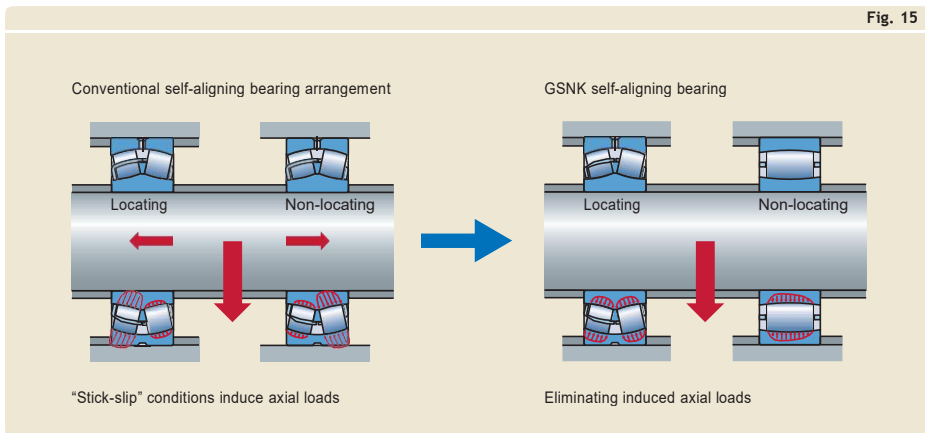 Fig. 15
Conventional self-aligning bearing arrangement
GSNK self-aligning bearing
Locating
Non-locating
Locating
Non-locating
“Stick-slip” conditions induce axial loads
Eliminating induced axial loads